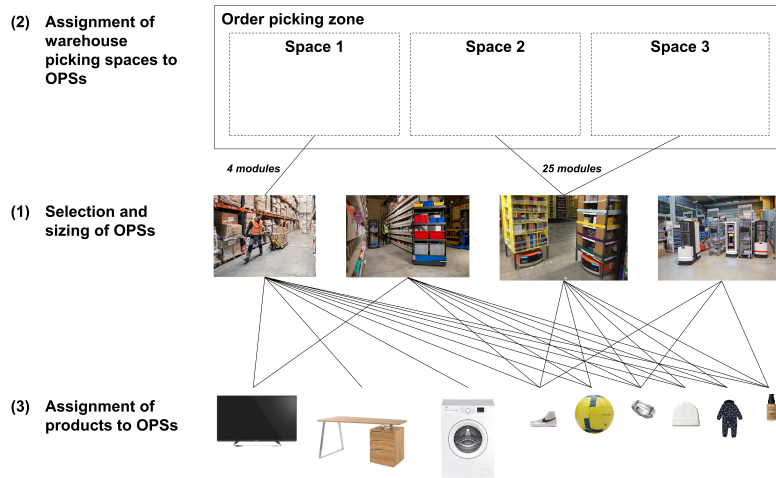 (2) Assignment of
warehouse
picking spaces to
OPSs
Order picking zone
Space 1
Space 2
Space 3
4 modules
25 modules
(1) Selection and
sizing of OPSs
(3) Assignment of
products to OPSs